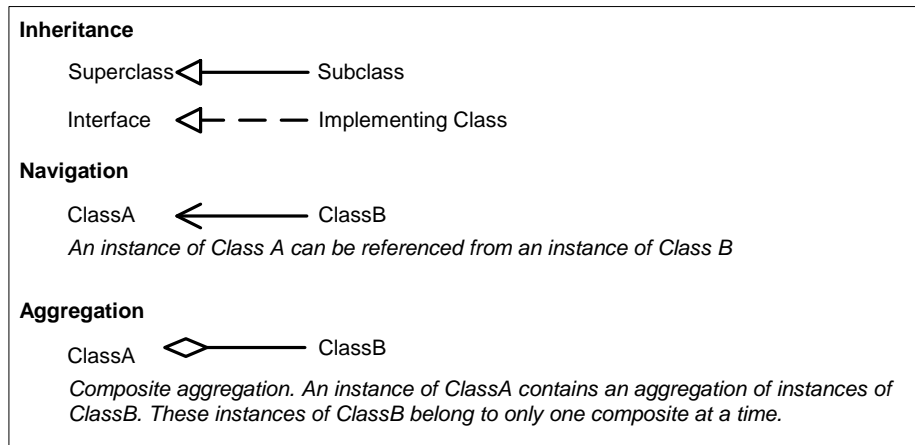 Inheritance
Superclass Subclass
Interface Implementing Class
Navigation
ClassA ClassB
An instance of Class A can be referenced from an instance of Class B
Aggregation
ClassA ClassB
Composite aggregation. An instance of ClassA contains an aggregation of instances of
ClassB. These instances of ClassB belong to only one composite at a time.